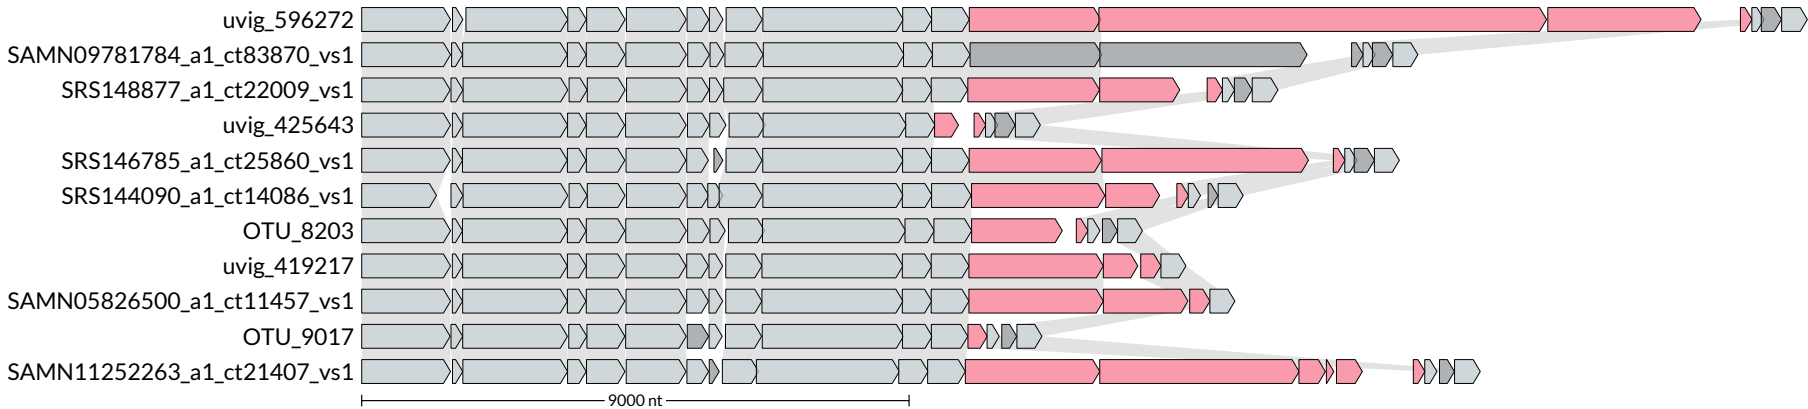 uvig_596272
SAMN09781784_a1_ct83870_vs1
SRS148877_a1_ct22009_vs1
uvig_425643
SRS146785_a1_ct25860_vs1
SRS144090_a1_ct14086_vs1
OTU_8203
uvig_419217
SAMN05826500_a1_ct11457_vs1
OTU_9017
SAMN11252263_a1_ct21407_vs1
9000 nt